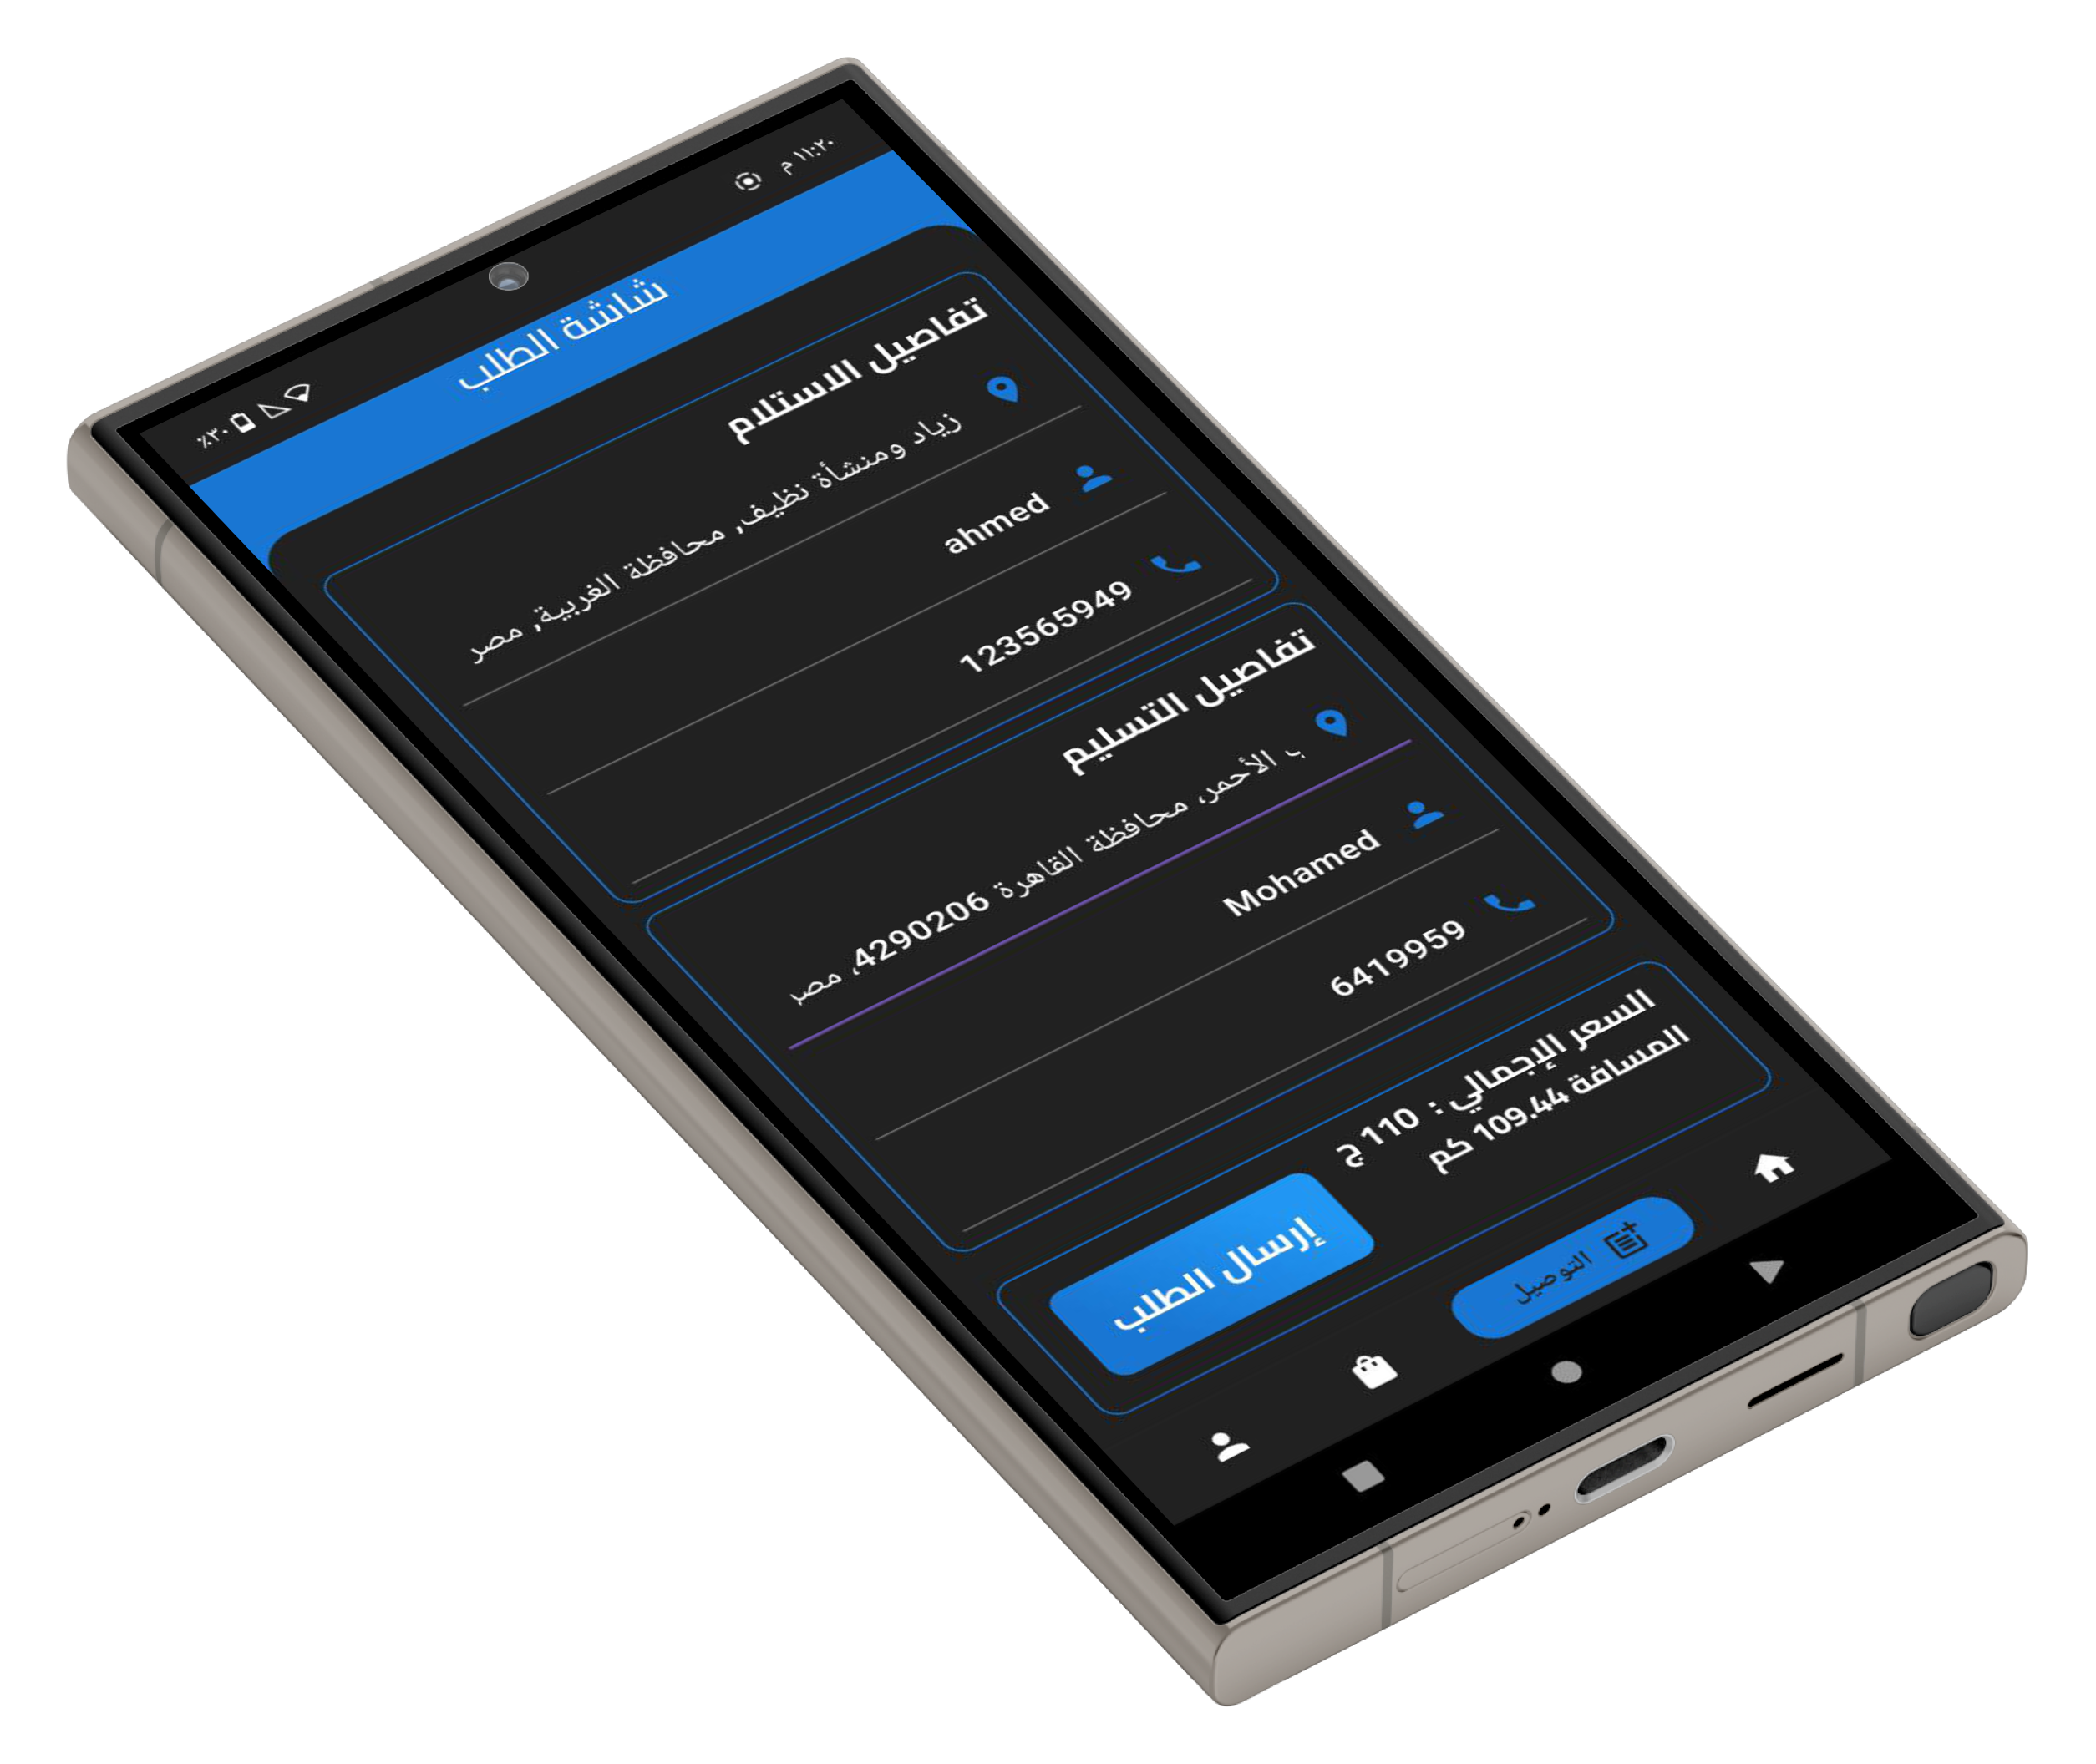 ١١:٢٠ م
٪٣٠
شاشة الطلب
تفاصيل الاستلام
زياد ومنشأة نظيف, محافظة الغربية, مصر
ahmed
123565949
تفاصيل التسليم
ب الأحمر، محافظة القاهرة 4290206، مصر
Mohamed
6419959
السعر الإجمالي : 110 ج
المسافة 109.44 كم
إرسال الطلب
التوصيل